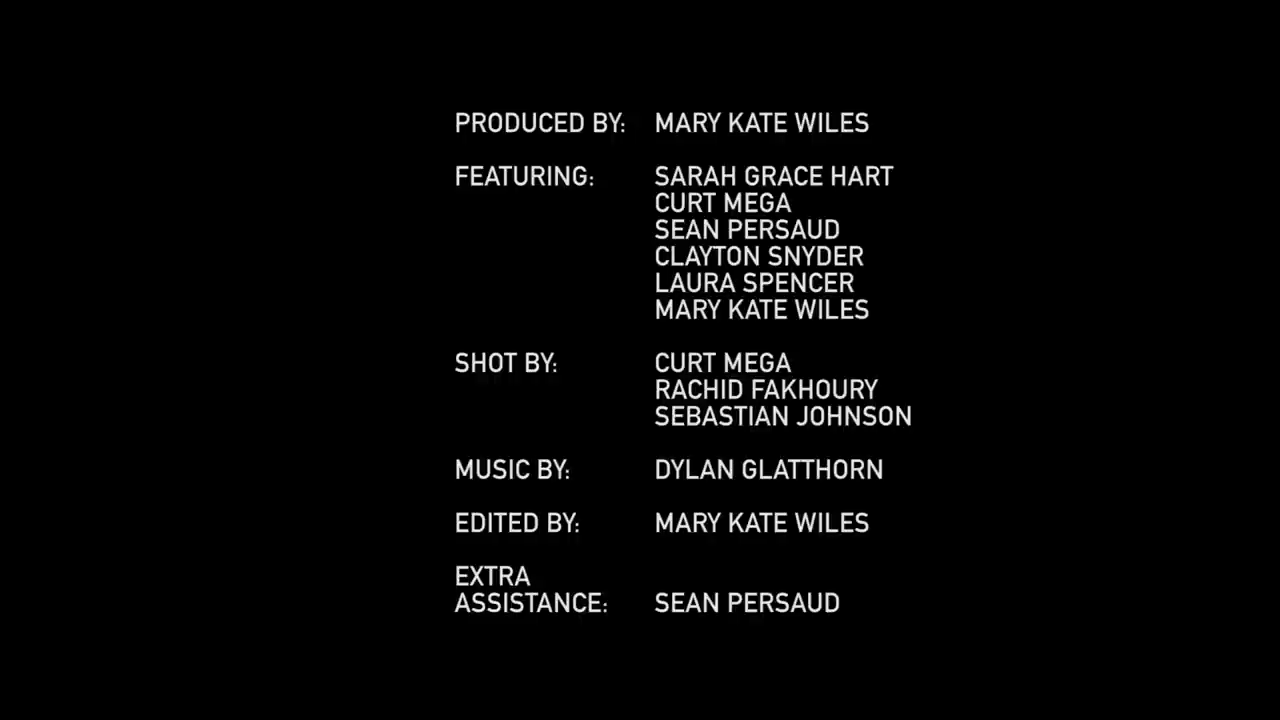 PRODUCED BY: MARY KATE WILES
FEATURING: SARAH GRACE HART
CURT MEGA
SEAN PERSAUD
CLAYTON SNYDER
LAURA SPENCER
MARY KATE WILES
SHOT BY: CURT MEGA
RACHID FAKHOURY
SEBASTIAN JOHNSON
MUSIC BY: DYLAN GLATTHORN
EDITED BY: MARY KATE WILES
EXTRA
ASSISTANCE: SEAN PERSAUD